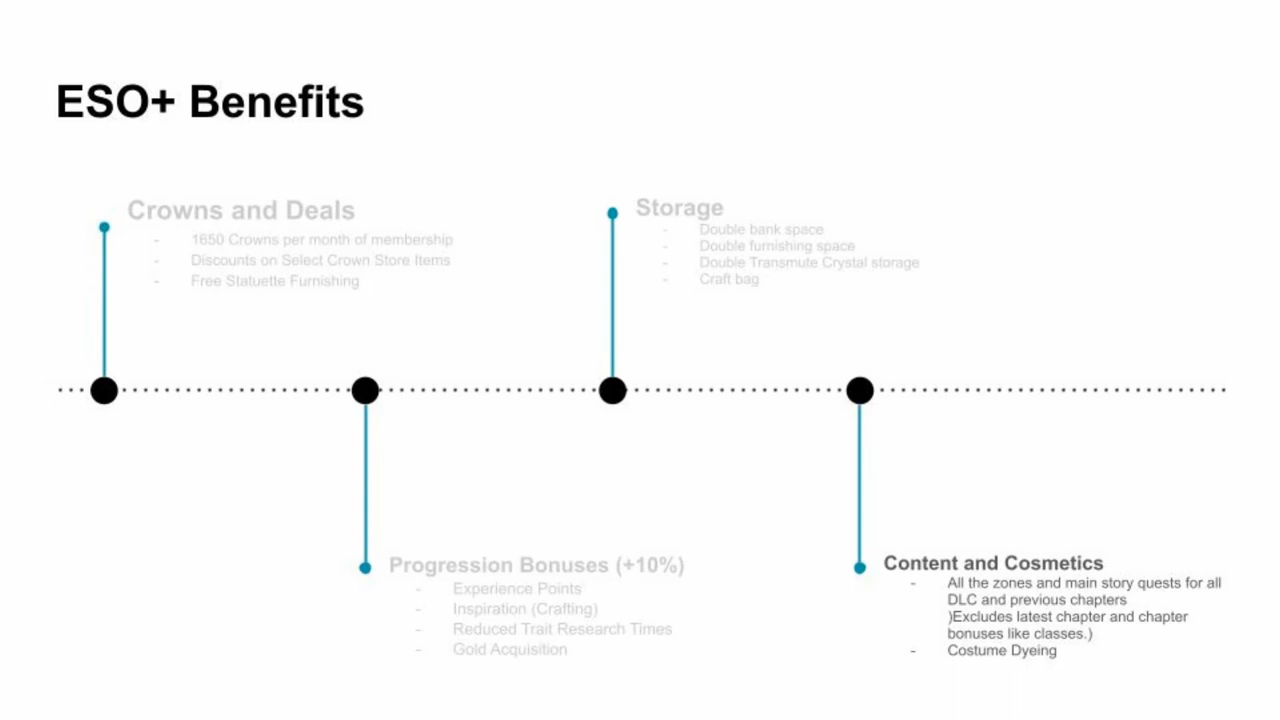 ESO+ Benefits
Crowns and Deals
- 1650 Crowns per month of membership
- Discounts on Select Crown Store Items
- Free Statuette Furnishing
Storage
- Double bank space
- Double furnishing space
- Double Transmute Crystal storage
- Craft bag
Progression Bonuses (+10%)
- Experience Points
- Inspiration (Crafting)
- Reduced Trait Research Times
- Gold Acquisition
Content and Cosmetics
- All the zones and main story quests for all
DLC and previous chapters
)Excludes latest chapter and chapter
bonuses like classes.)
- Costume Dyeing